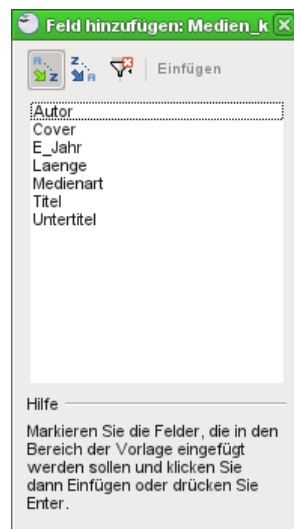 Feld hinzufügen: Medien_k
Einfügen
Autor
Cover
E_Jahr
Laenge
Medienart
Titel
Untertitel
Hilfe
Markieren Sie die Felder, die in den
Bereich der Vorlage eingefügt
werden sollen und klicken Sie
dann Einfügen oder drücken Sie
Enter.